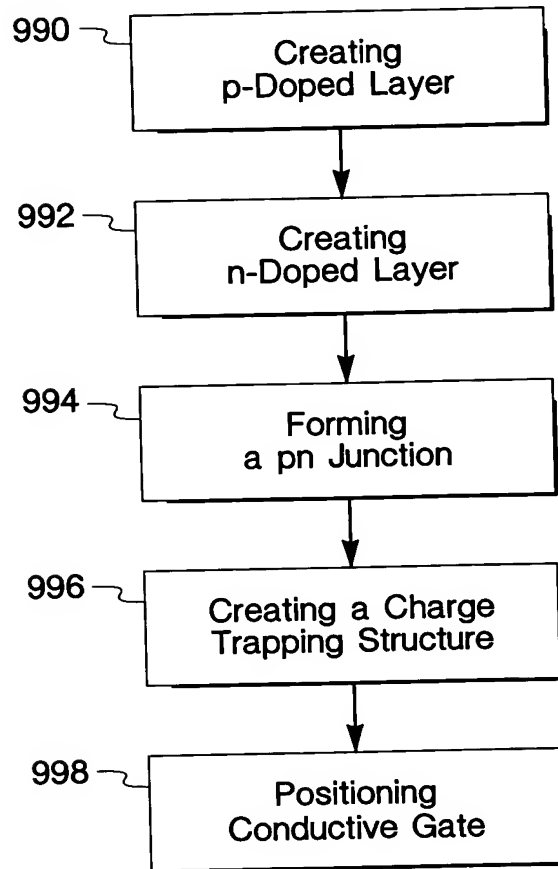 990
Creating
p-Doped Layer
992
Creating
n-Doped Layer
994
Forming
a pn Junction
996
Creating a Charge
Trapping Structure
998
Positioning
Conductive Gate